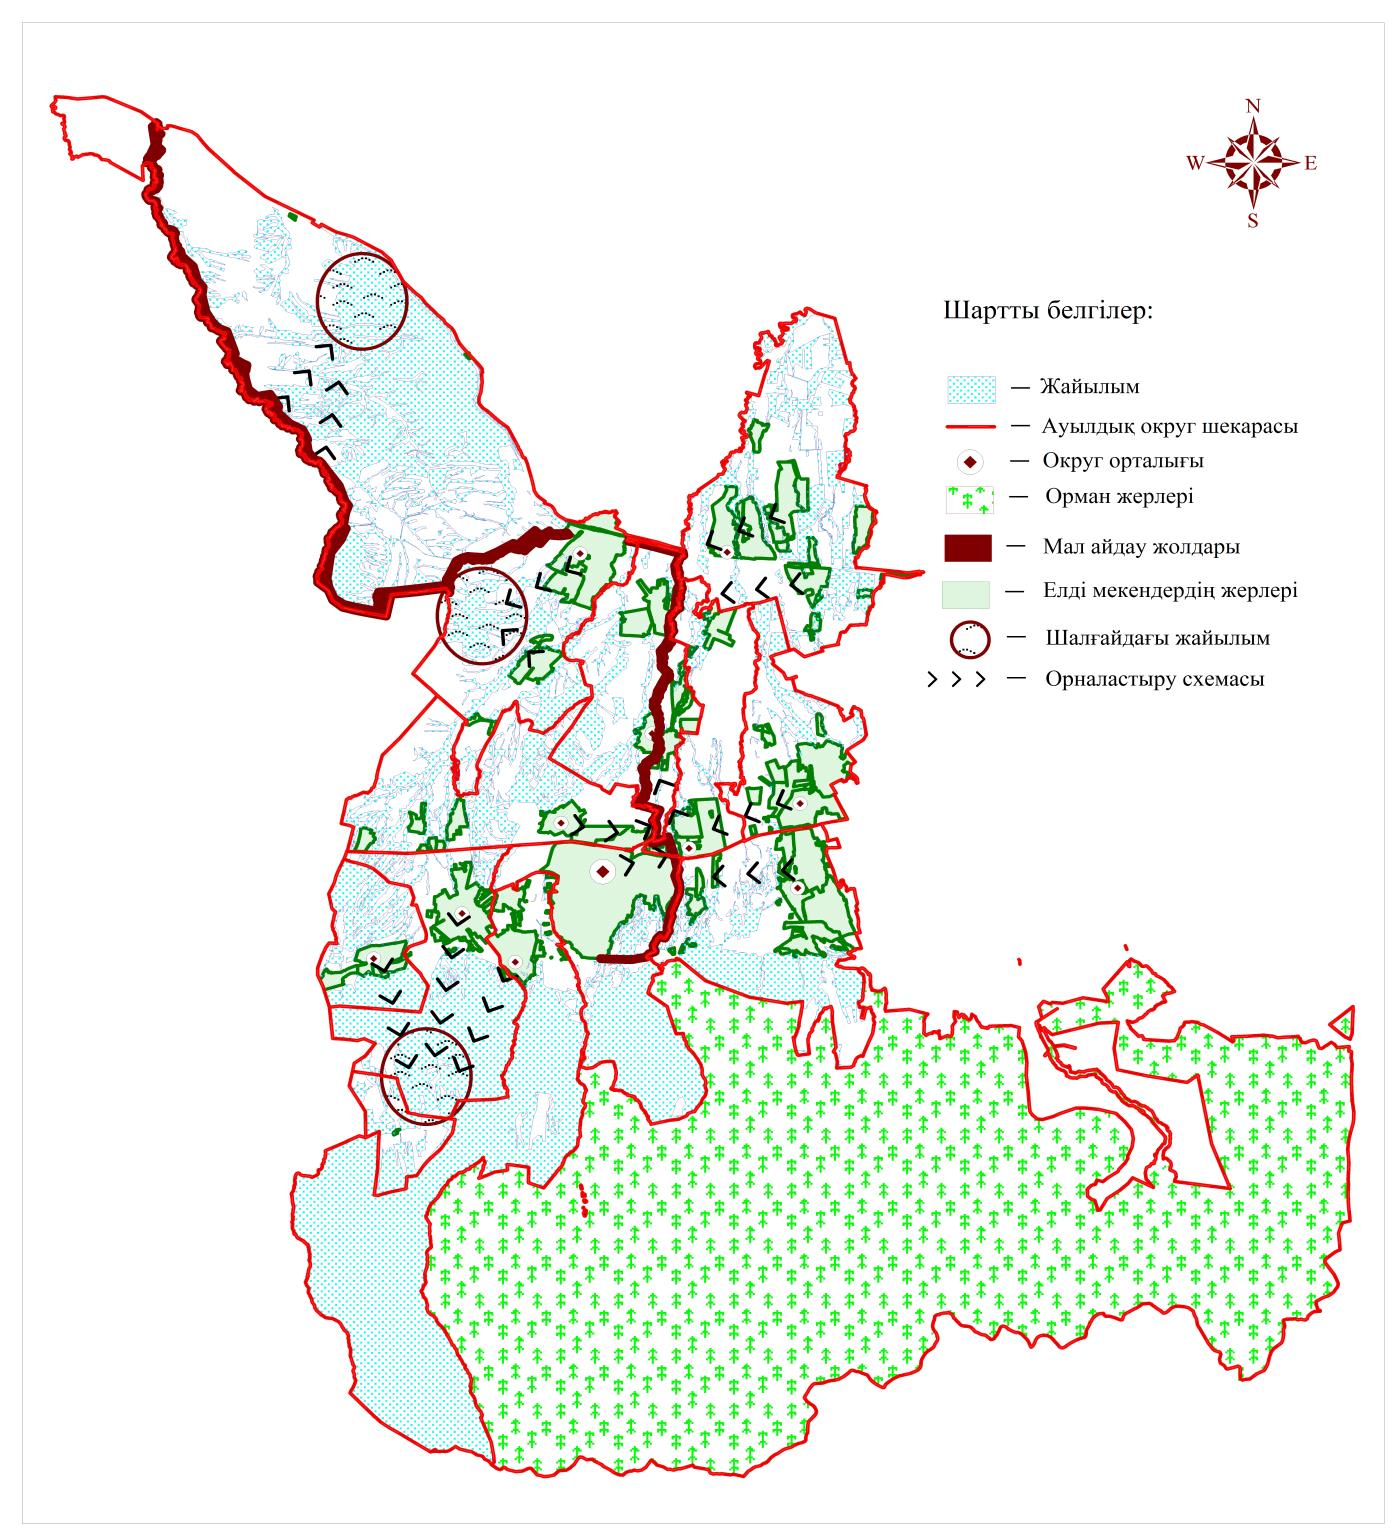 N
W E
S
Шартты белгілер:
Жайылым
Ауылдық округ шекарасы
Округ орталығы
Орман жерлері
Мал айдау жолдары
Елді мекендердің жерлері
Шалғайдағы жайылым
Орналастыру схемасы